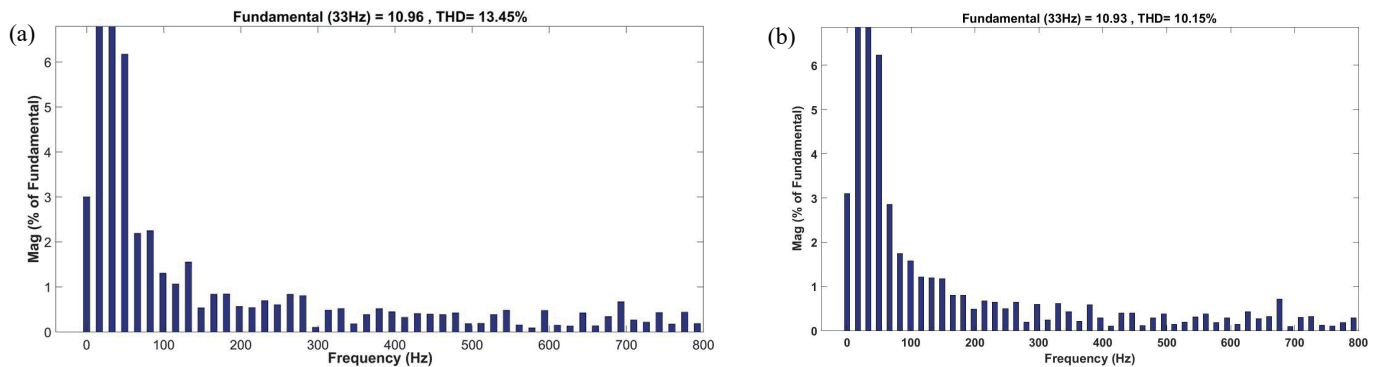 (a)
Fundamental (33Hz) = 10.96 , THD= 13.45%
Mag (% of Fundamental)
6
5
4
3
2
1
0
0 100 200 300 400 500 600 700 800
Frequency (Hz)
(b)
Fundamental (33Hz) = 10.93 , THD= 10.15%
Mag (% of Fundamental)
6
5
4
3
2
1
0
0 100 200 300 400 500 600 700 800
Frequency (Hz)